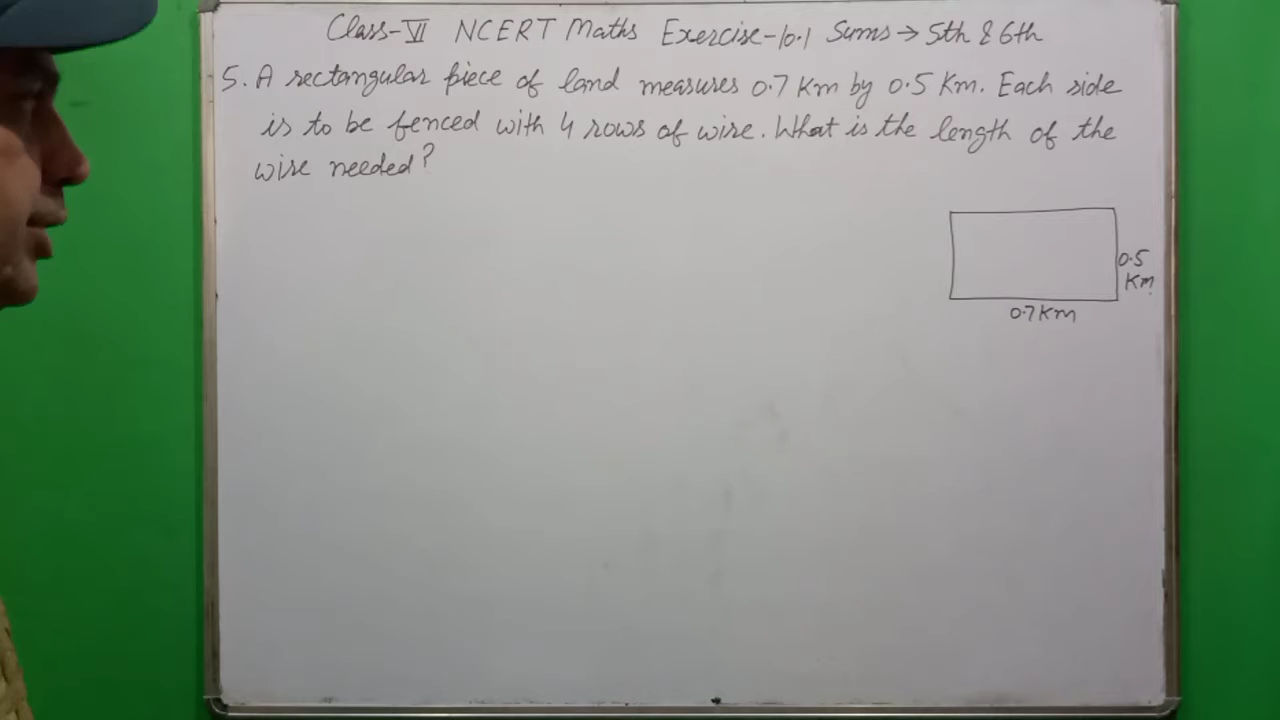 Class-VI NCERT Maths Exercise-10.1 Sums → 5th & 6th
5. A rectangular piece of land measures 0.7 Km by 0.5 Km. Each side
is to be fenced with 4 rows of wire. What is the length of the
wire needed?
0.5
Km
0.7 Km